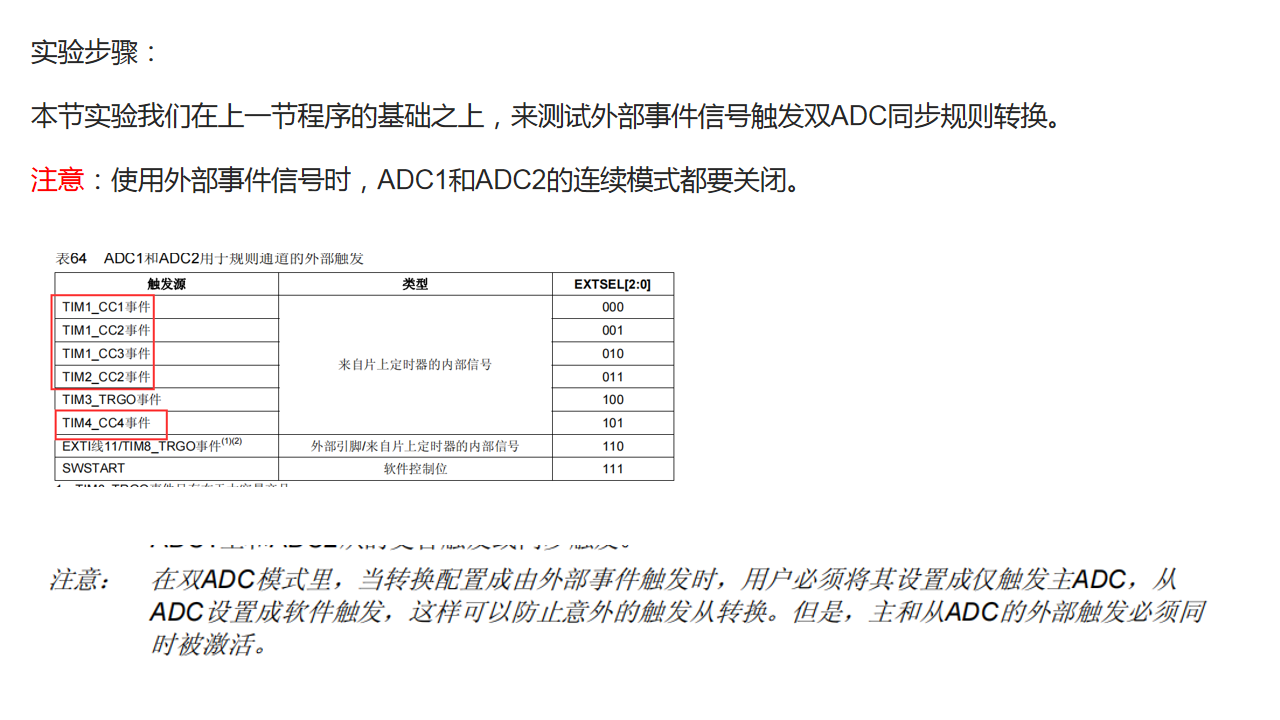 实验步骤：
本节实验我们在上一节程序的基础之上，来测试外部事件信号触发双ADC同步规则转换。
注意：使用外部事件信号时，ADC1和ADC2的连续模式都要关闭。
表64 ADC1和ADC2用于规则通道的外部触发
触发源 类型 EXTSEL[2:0]
TIM1_CC1事件 000
TIM1_CC2事件 001
TIM1_CC3事件 010
来自片上定时器的内部信号
TIM2_CC2事件 011
TIM3_TRGO事件 100
TIM4_CC4事件 101
EXTI线11/TIM8_TRGO事件(1)(2) 外部引脚/来自片上定时器的内部信号 110
SWSTART 软件控制位 111
注意： 在双ADC模式里，当转换配置成由外部事件触发时，用户必须将其设置成仅触发主ADC，从
ADC设置成软件触发，这样可以防止意外的触发从转换。但是，主和从ADC的外部触发必须同
时被激活。